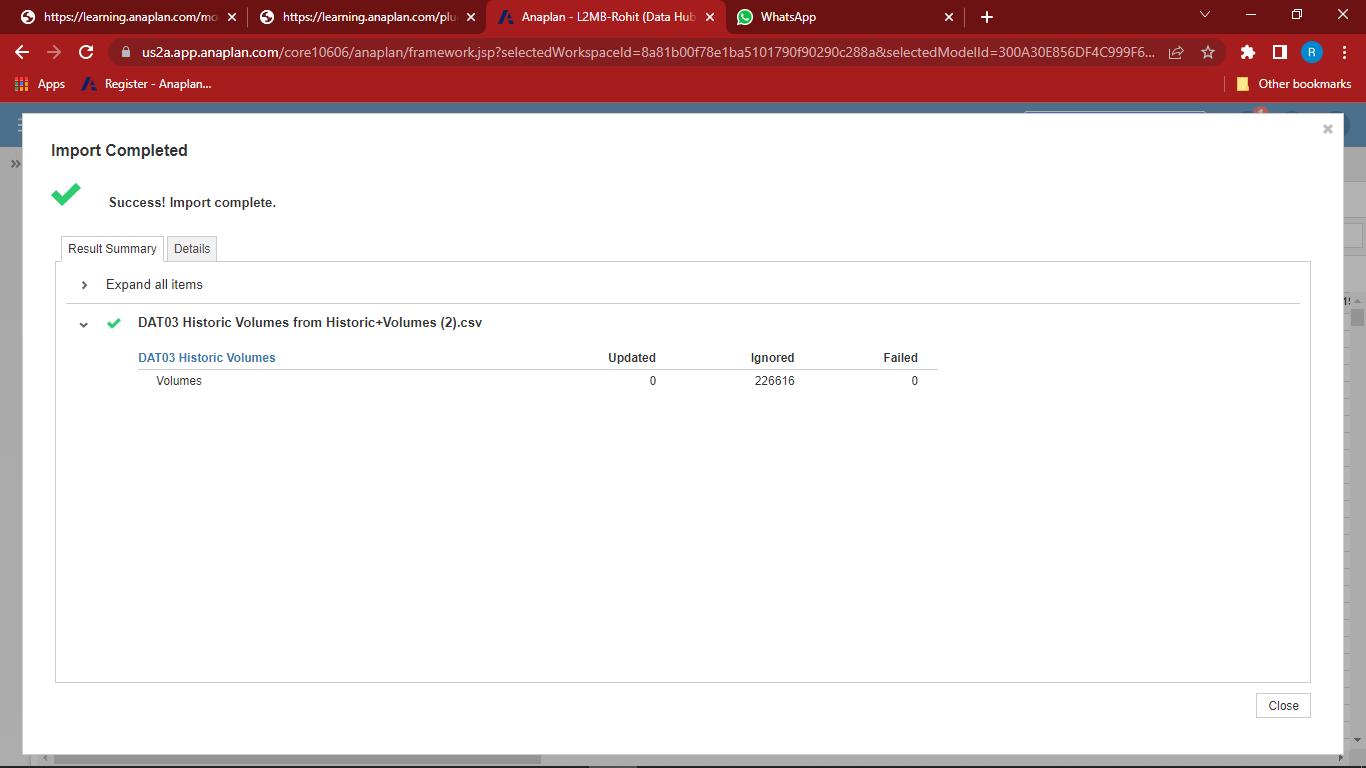 https://learning.anaplan.com/mo
https://learning.anaplan.com/plu
Anaplan - L2MB-Rohit (Data Hub
WhatsApp
us2a.app.anaplan.com/core10606/anaplan/framework.jsp?selectedWorkspaceId=8a81b00f78e1ba5101790f90290c288a&selectedModelId=300A30E856DF4C999F6...
R
Apps
Register - Anaplan...
Other bookmarks
Import Completed
Success! Import complete.
Result Summary
Details
Expand all items
DAT03 Historic Volumes from Historic+Volumes (2).csv
DAT03 Historic Volumes Updated Ignored Failed
Volumes 0 226616 0
Close